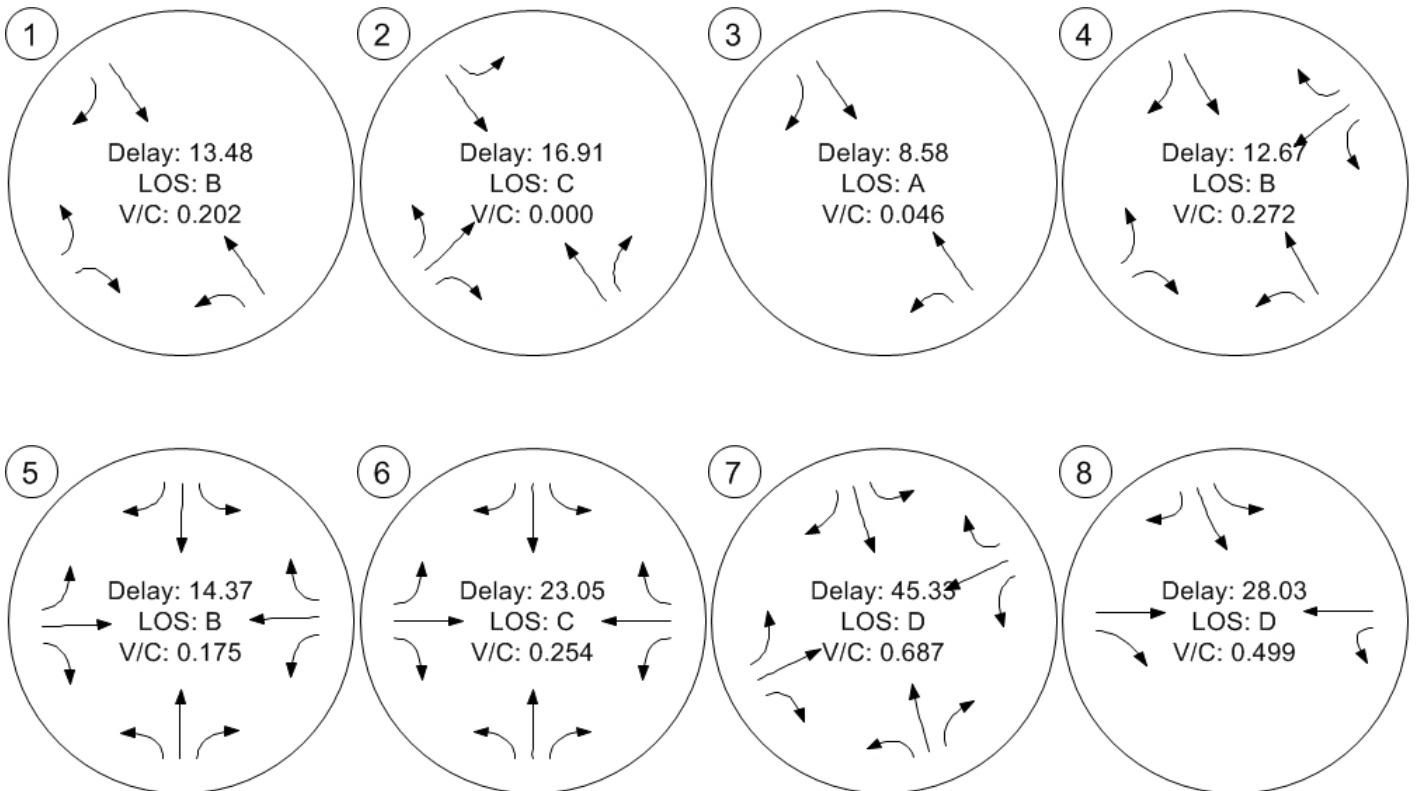 1
Delay: 13.48
LOS: B
V/C: 0.202
2
Delay: 16.91
LOS: C
V/C: 0.000
3
Delay: 8.58
LOS: A
V/C: 0.046
4
Delay: 12.67
LOS: B
V/C: 0.272
5
Delay: 14.37
LOS: B
V/C: 0.175
6
Delay: 23.05
LOS: C
V/C: 0.254
7
Delay: 45.33
LOS: D
V/C: 0.687
8
Delay: 28.03
LOS: D
V/C: 0.499